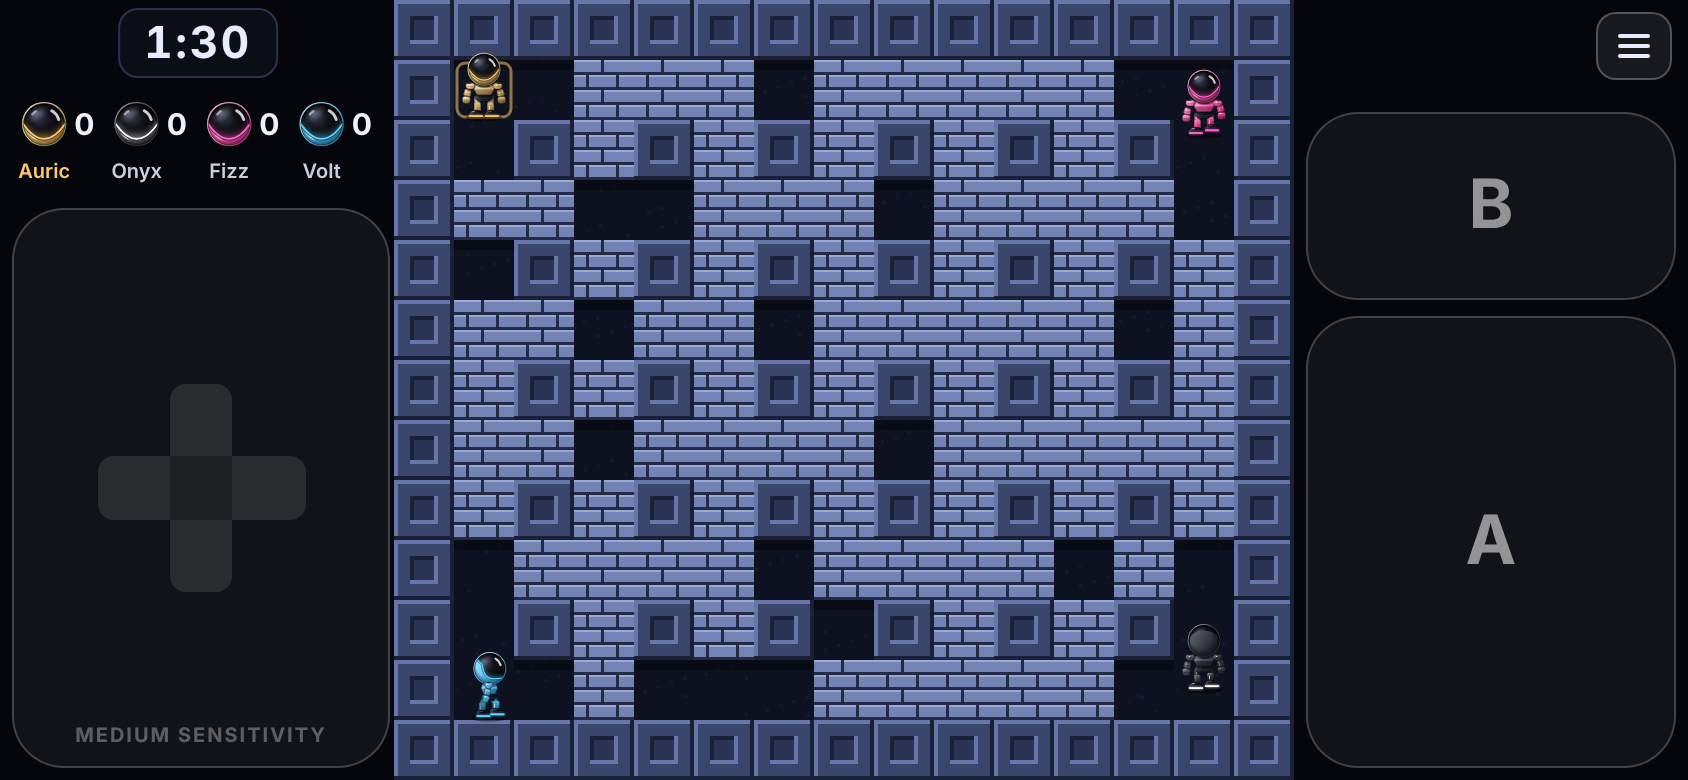 1:30
0 0 0 0
Auric Onyx Fizz Volt
B
A
MEDIUM SENSITIVITY